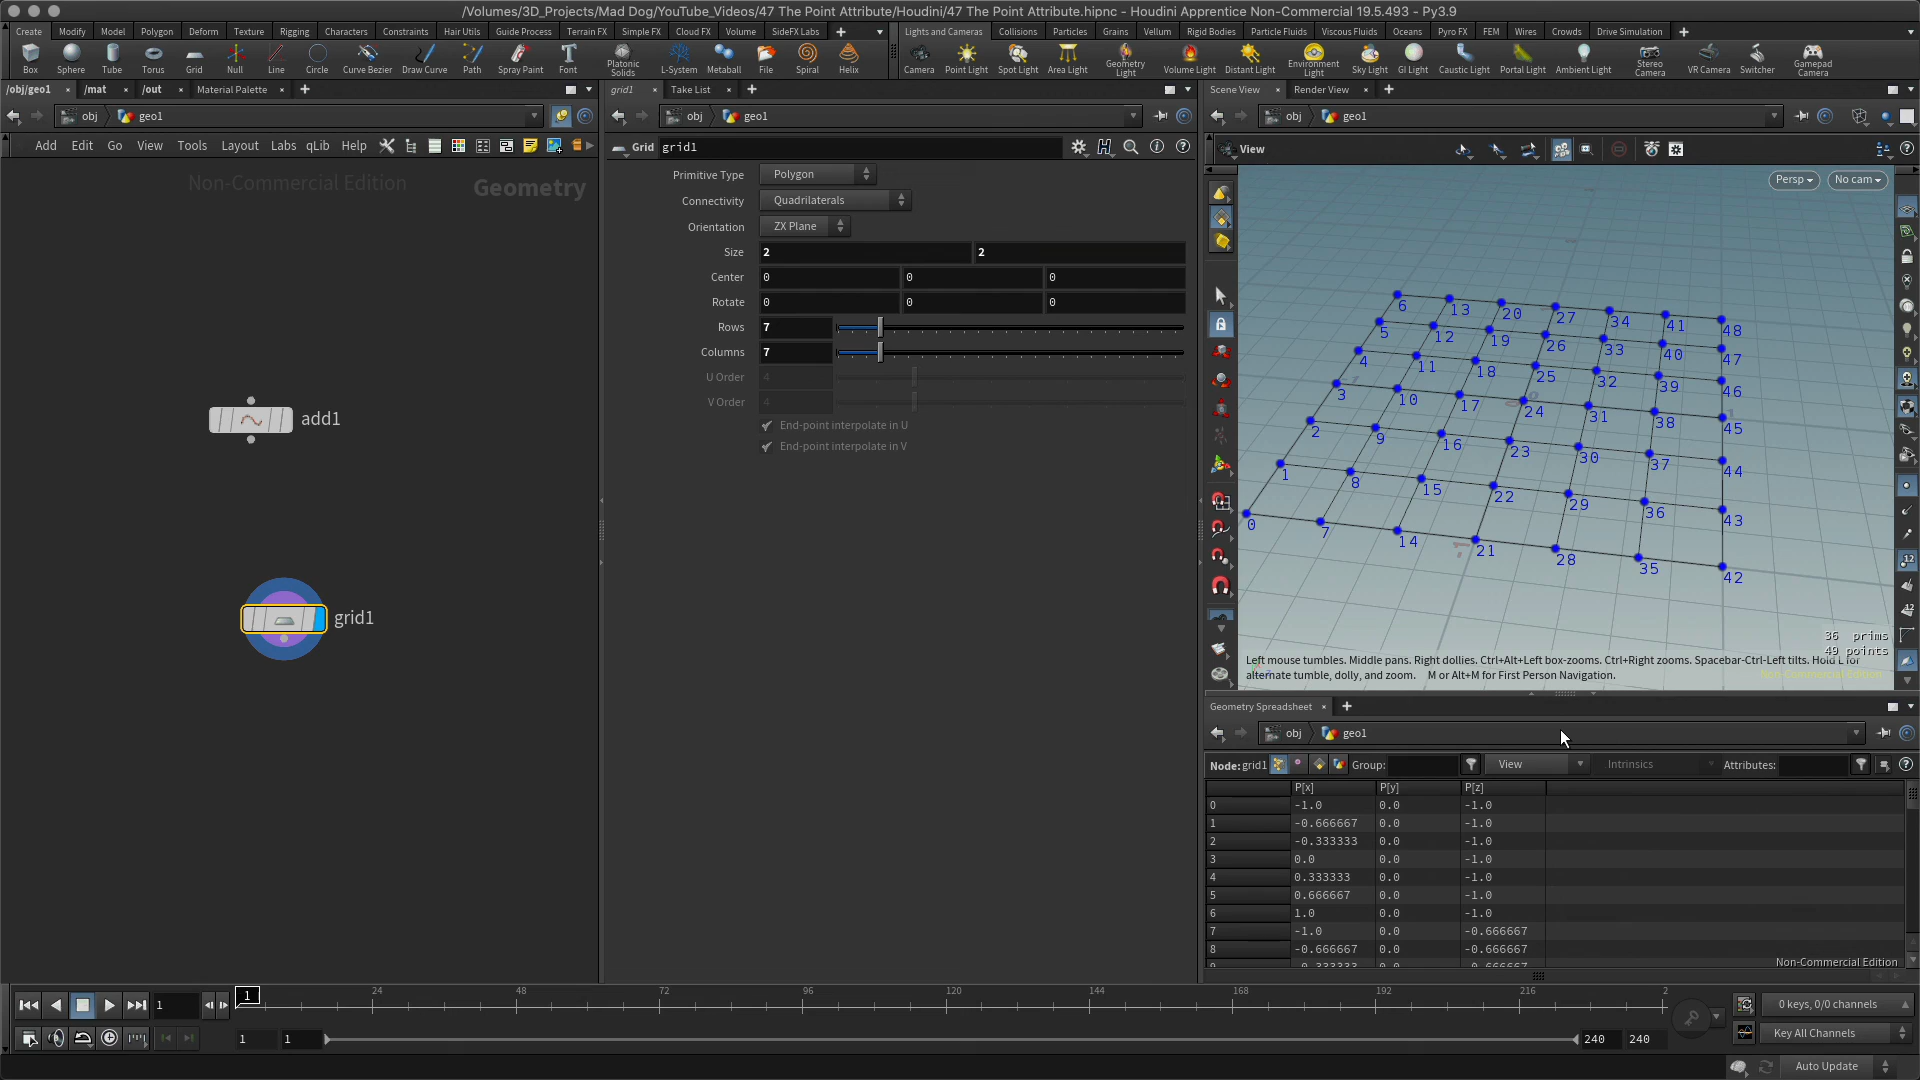 /Volumes/3D_Projects/Mad Dog/YouTube_Videos/47 The Point Attribute/Houdini/47 The Point Attribute.hipnc - Houdini Apprentice Non-Commercial 19.5.493 - Py3.9
Create Modify Model Polygon Deform Texture Rigging Characters Constraints Hair Utils Guide Process Terrain FX Simple FX Cloud FX Volume SideFX Labs
Lights and Cameras Collisions Particles Grains Vellum Rigid Bodies Particle Fluids Viscous Fluids Oceans Pyro FX FEM Wires Crowds Drive Simulation
Box Sphere Tube Torus Grid Null Line Circle Curve Bezier Draw Curve Path Spray Paint Font Platonic Solids L-System Metaball File Spiral Helix
Camera Point Light Spot Light Area Light Geometry Light Volume Light Distant Light Environment Light Sky Light GI Light Caustic Light Portal Light Ambient Light Stereo Camera VR Camera Switcher Gamepad Camera
/obj/geo1 /mat /out Material Palette
grid1 Take List
Scene View Render View
obj geo1
obj geo1
obj geo1
Add Edit Go View Tools Layout Labs qLib Help
Non-Commercial Edition
Geometry
add1
grid1
Grid grid1
Primitive Type Polygon
Connectivity Quadrilaterals
Orientation ZX Plane
Size 2 2
Center 0 0 0
Rotate 0 0 0
Rows 7
Columns 7
U Order 4
V Order 4
End-point interpolate in U
End-point interpolate in V
View
Persp No cam
6 13 20 27 34 41 48
5 12 19 26 33 40 47
4 11 18 25 32 39 46
3 10 17 24 31 38 45
2 9 16 23 30 37 44
1 8 15 22 29 36 43
0 7 14 21 28 35 42
36 prims
49 points
Left mouse tumbles. Middle pans. Right dollies. Ctrl+Alt+Left box-zooms. Ctrl+Right zooms. Spacebar-Ctrl-Left tilts. Hold L for
alternate tumble, dolly, and zoom. M or Alt+M for First Person Navigation.
Non-Commercial Edition
Geometry Spreadsheet
obj geo1
Node: grid1 Group: View Intrinsics Attributes:
P[x] P[y] P[z]
0 -1.0 0.0 -1.0
1 -0.666667 0.0 -1.0
2 -0.333333 0.0 -1.0
3 0.0 0.0 -1.0
4 0.333333 0.0 -1.0
5 0.666667 0.0 -1.0
6 1.0 0.0 -1.0
7 -1.0 0.0 -0.666667
8 -0.666667 0.0 -0.666667
Non-Commercial Edition
1 1 24 48 72 96 120 144 168 192 216 2
0 keys, 0/0 channels
1 1 240 240
Key All Channels
Auto Update